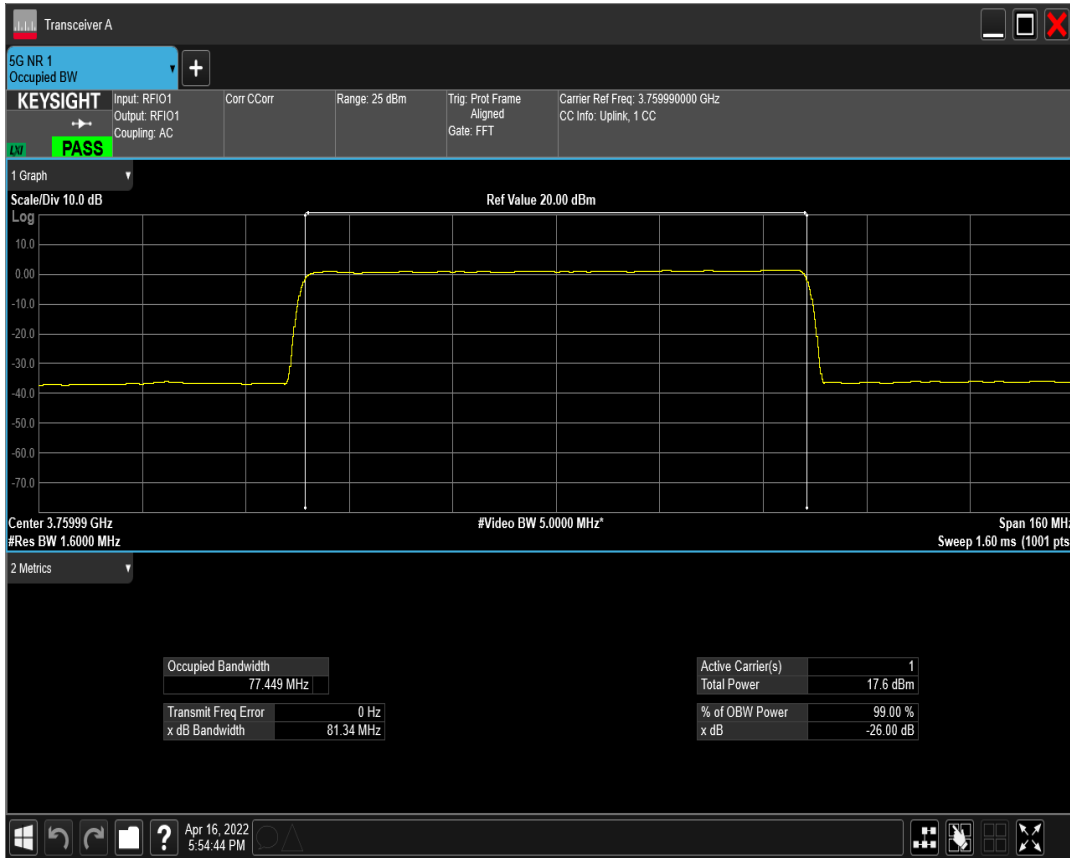 Transceiver A
5G NR 1
Occupied BW
+
KEYSIGHT
LXI
PASS
Input: RFIO1
Output: RFIO1
Coupling: AC
Corr CCorr
Range: 25 dBm
Trig: Prot Frame
Aligned
Gate: FFT
Carrier Ref Freq: 3.759990000 GHz
CC Info: Uplink, 1 CC
1 Graph
Scale/Div 10.0 dB
Ref Value 20.00 dBm
Log
10.0
0.00
-10.0
-20.0
-30.0
-40.0
-50.0
-60.0
-70.0
Center 3.75999 GHz
#Video BW 5.0000 MHz*
Span 160 MHz
#Res BW 1.6000 MHz
Sweep 1.60 ms (1001 pts
2 Metrics
Occupied Bandwidth
77.449 MHz
Transmit Freq Error 0 Hz
x dB Bandwidth 81.34 MHz
Active Carrier(s) 1
Total Power 17.6 dBm
% of OBW Power 99.00 %
x dB -26.00 dB
?
Apr 16, 2022
5:54:44 PM